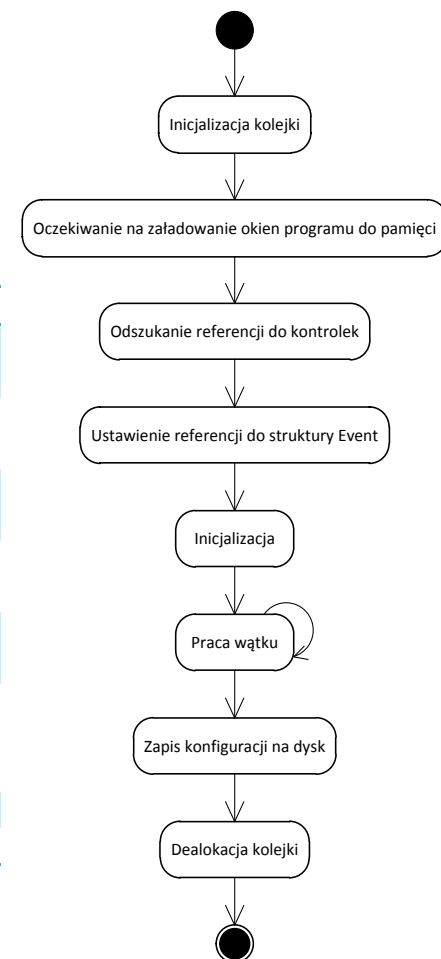 Inicjalizacja kolejki
Oczekiwanie na załadowanie okien programu do pamięci
Odszukanie referencji do kontrolek
Ustawienie referencji do struktury Event
Inicjalizacja
Praca wątku
Zapis konfiguracji na dysk
Dealokacja kolejki